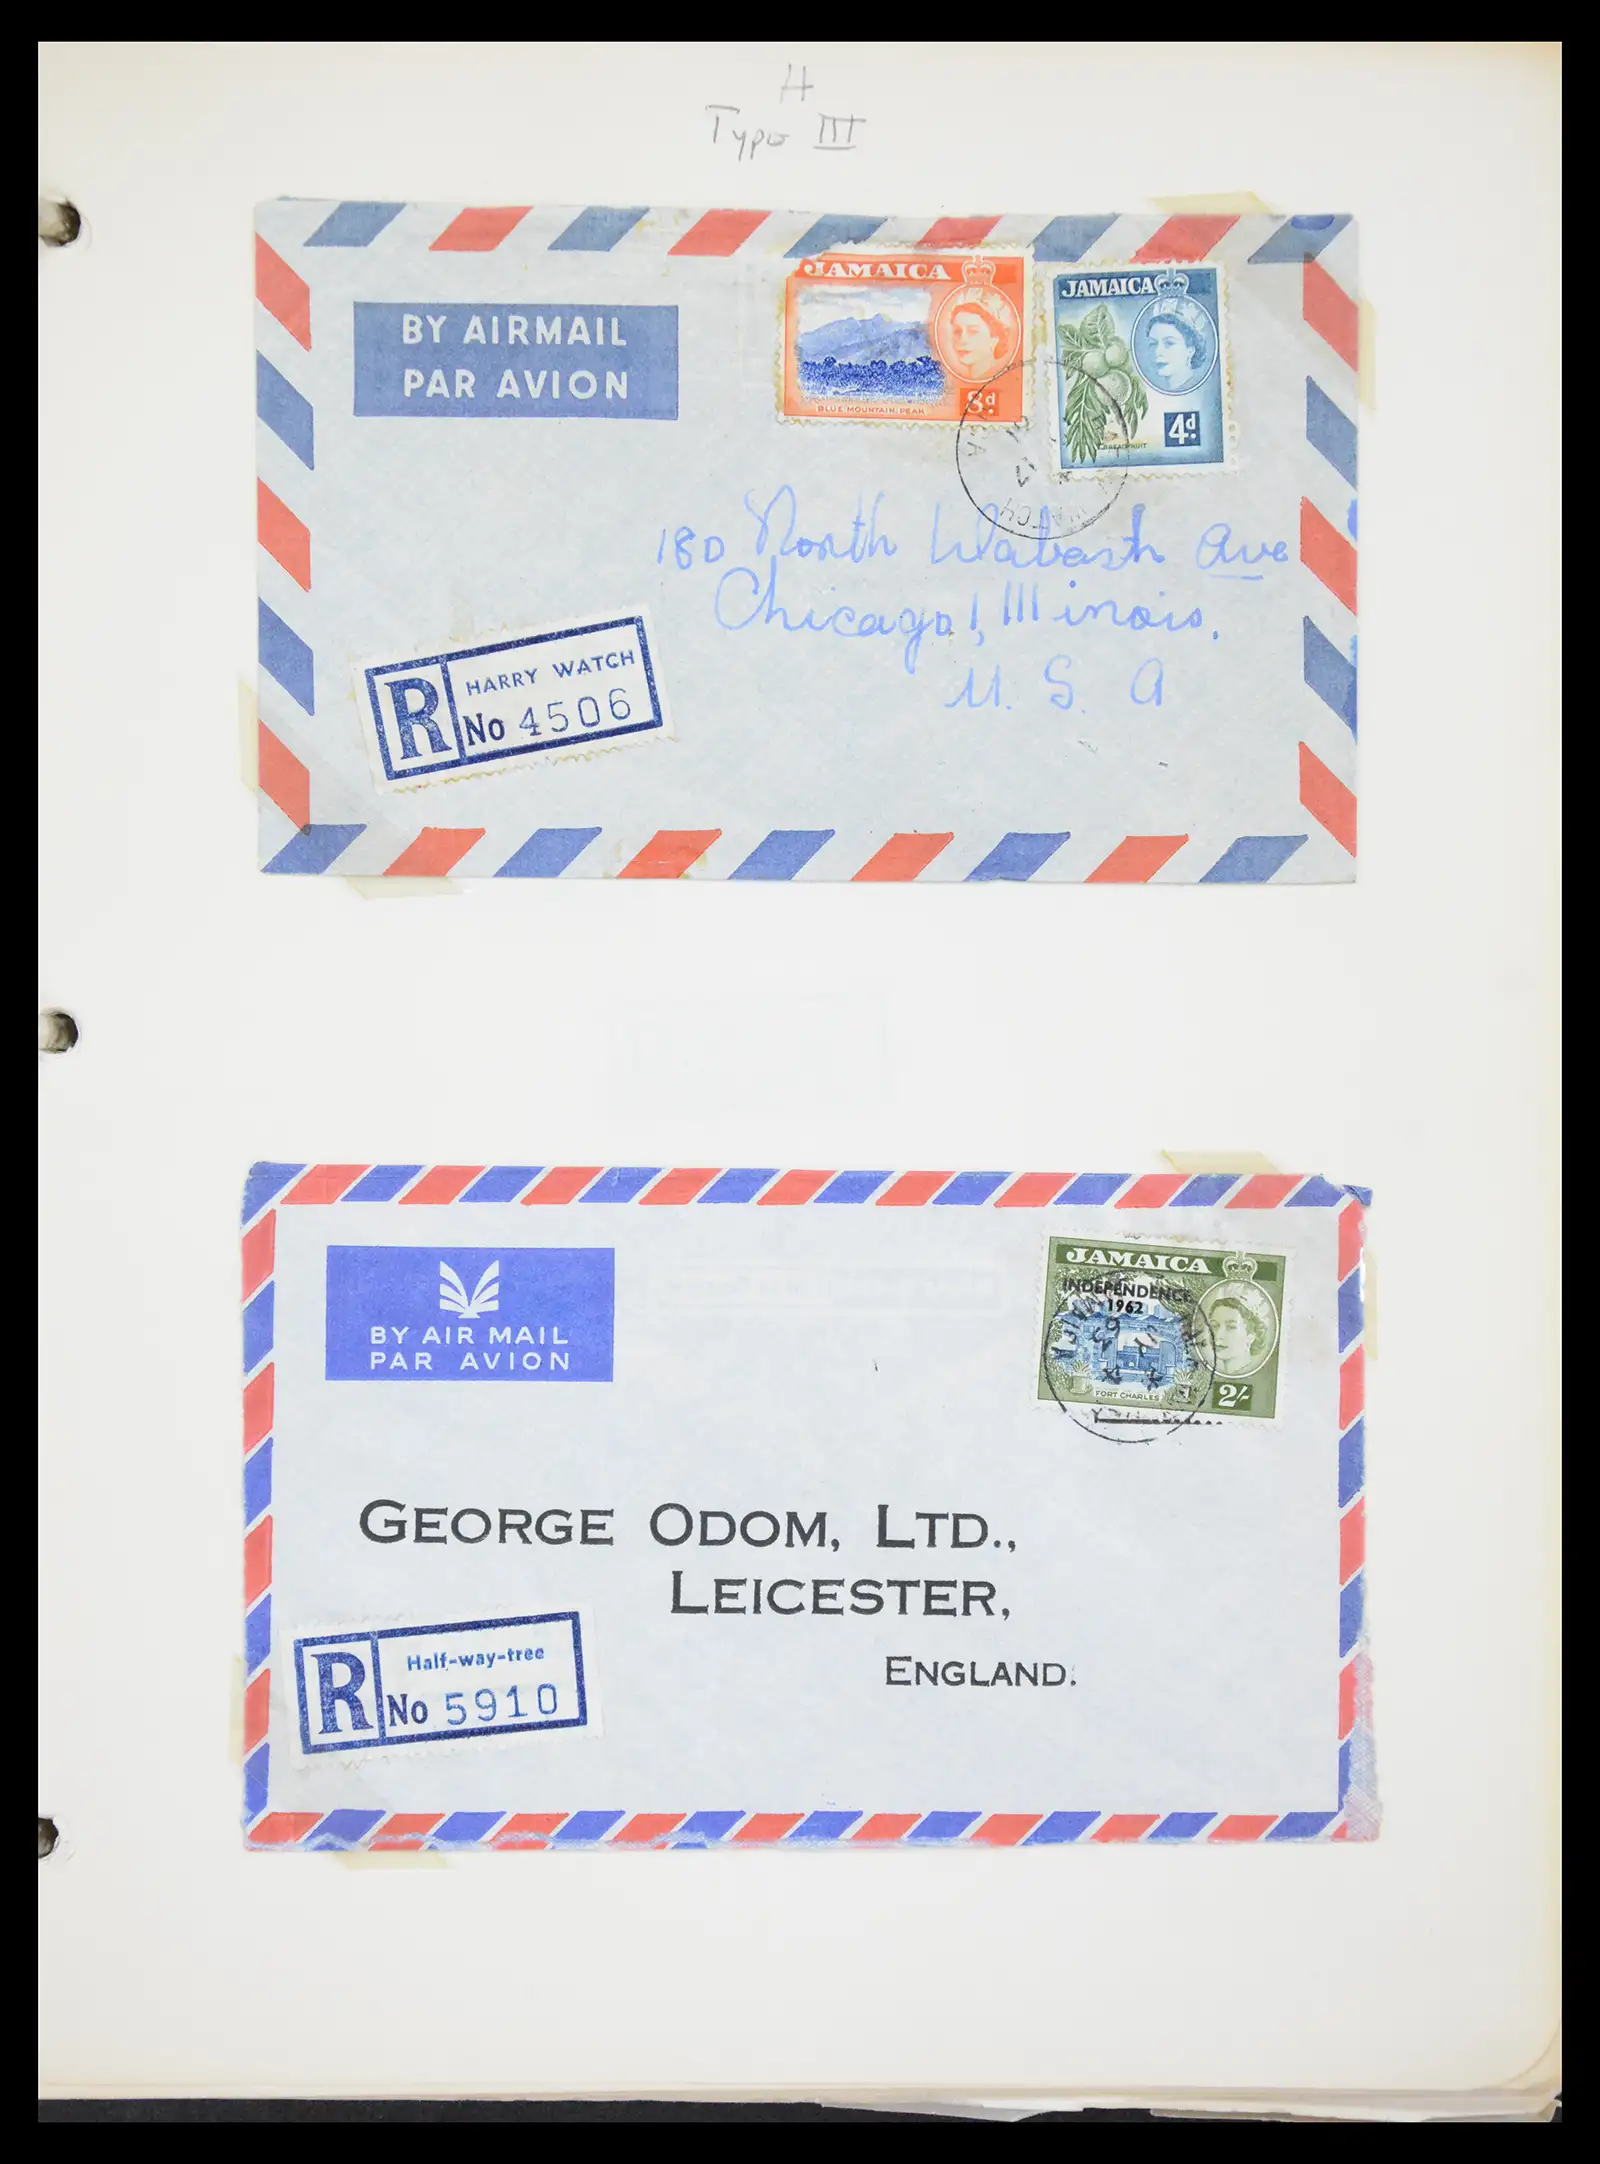 H
Type III
BY AIRMAIL
PAR AVION
JAMAICA
BLUE MOUNTAIN PEAK
8d
JAMAICA
BREADFRUIT
4d.
180 North Wabash Ave
Chicago 1, Illinois.
U. S. A
R
HARRY WATCH
No 4506
BY AIR MAIL
PAR AVION
JAMAICA
INDEPENDENCE
1962
FORT CHARLES
2/-
GEORGE ODOM, LTD.,
LEICESTER,
ENGLAND.
R
Half-way-tree
No 5910